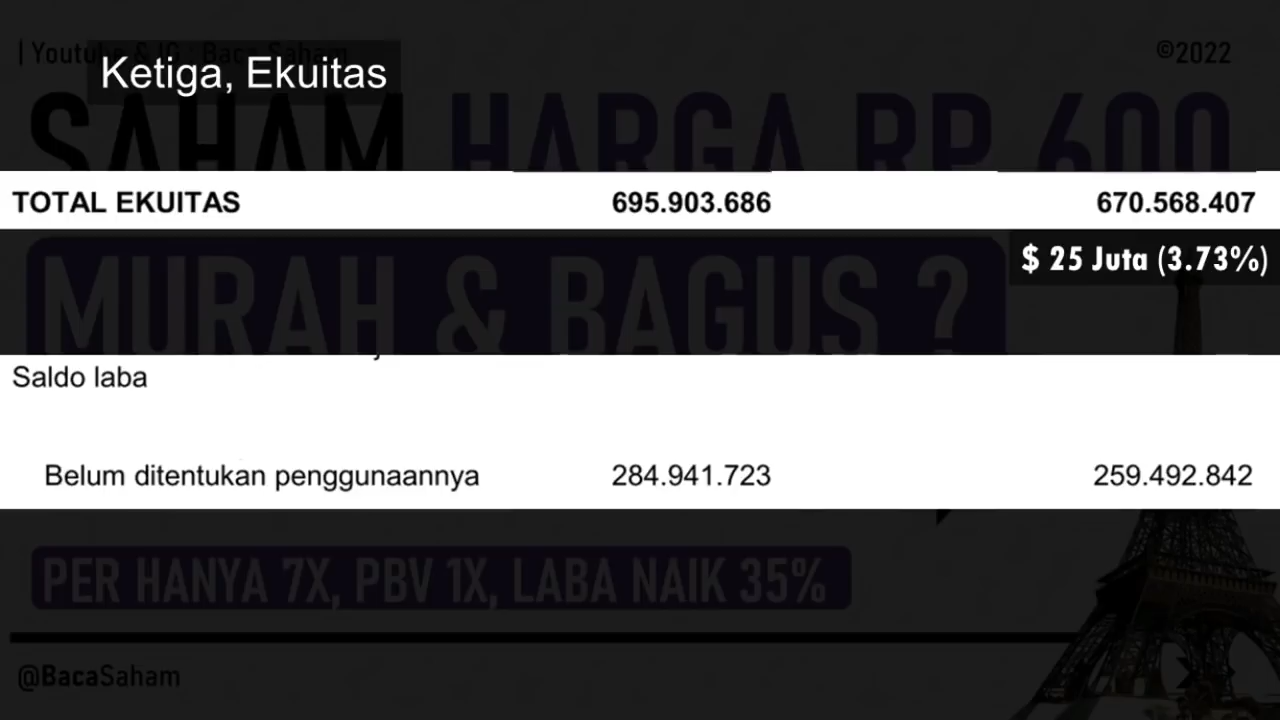 | Youtube & IG : Baca Saham
©2022
Ketiga, Ekuitas
SAHAM HARGA RP 600
TOTAL EKUITAS 695.903.686 670.568.407
$ 25 Juta (3.73%)
MURAH & BAGUS ?
Saldo laba
Belum ditentukan penggunaannya 284.941.723 259.492.842
PER HANYA 7X, PBV 1X, LABA NAIK 35%
@BacaSaham